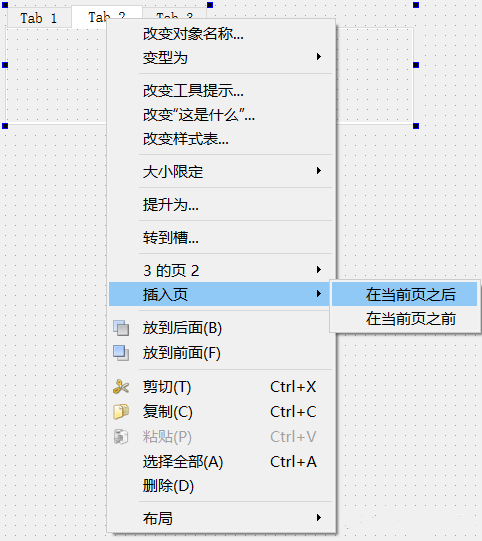 Tab 1 Tab 2 Tab 3
改变对象名称...
变型为
改变工具提示...
改变“这是什么”...
改变样式表...
大小限定
提升为...
转到槽...
3 的页 2
插入页
在当前页之后
在当前页之前
放到后面(B)
放到前面(F)
剪切(T) Ctrl+X
复制(C) Ctrl+C
粘贴(P) Ctrl+V
选择全部(A) Ctrl+A
删除(D)
布局